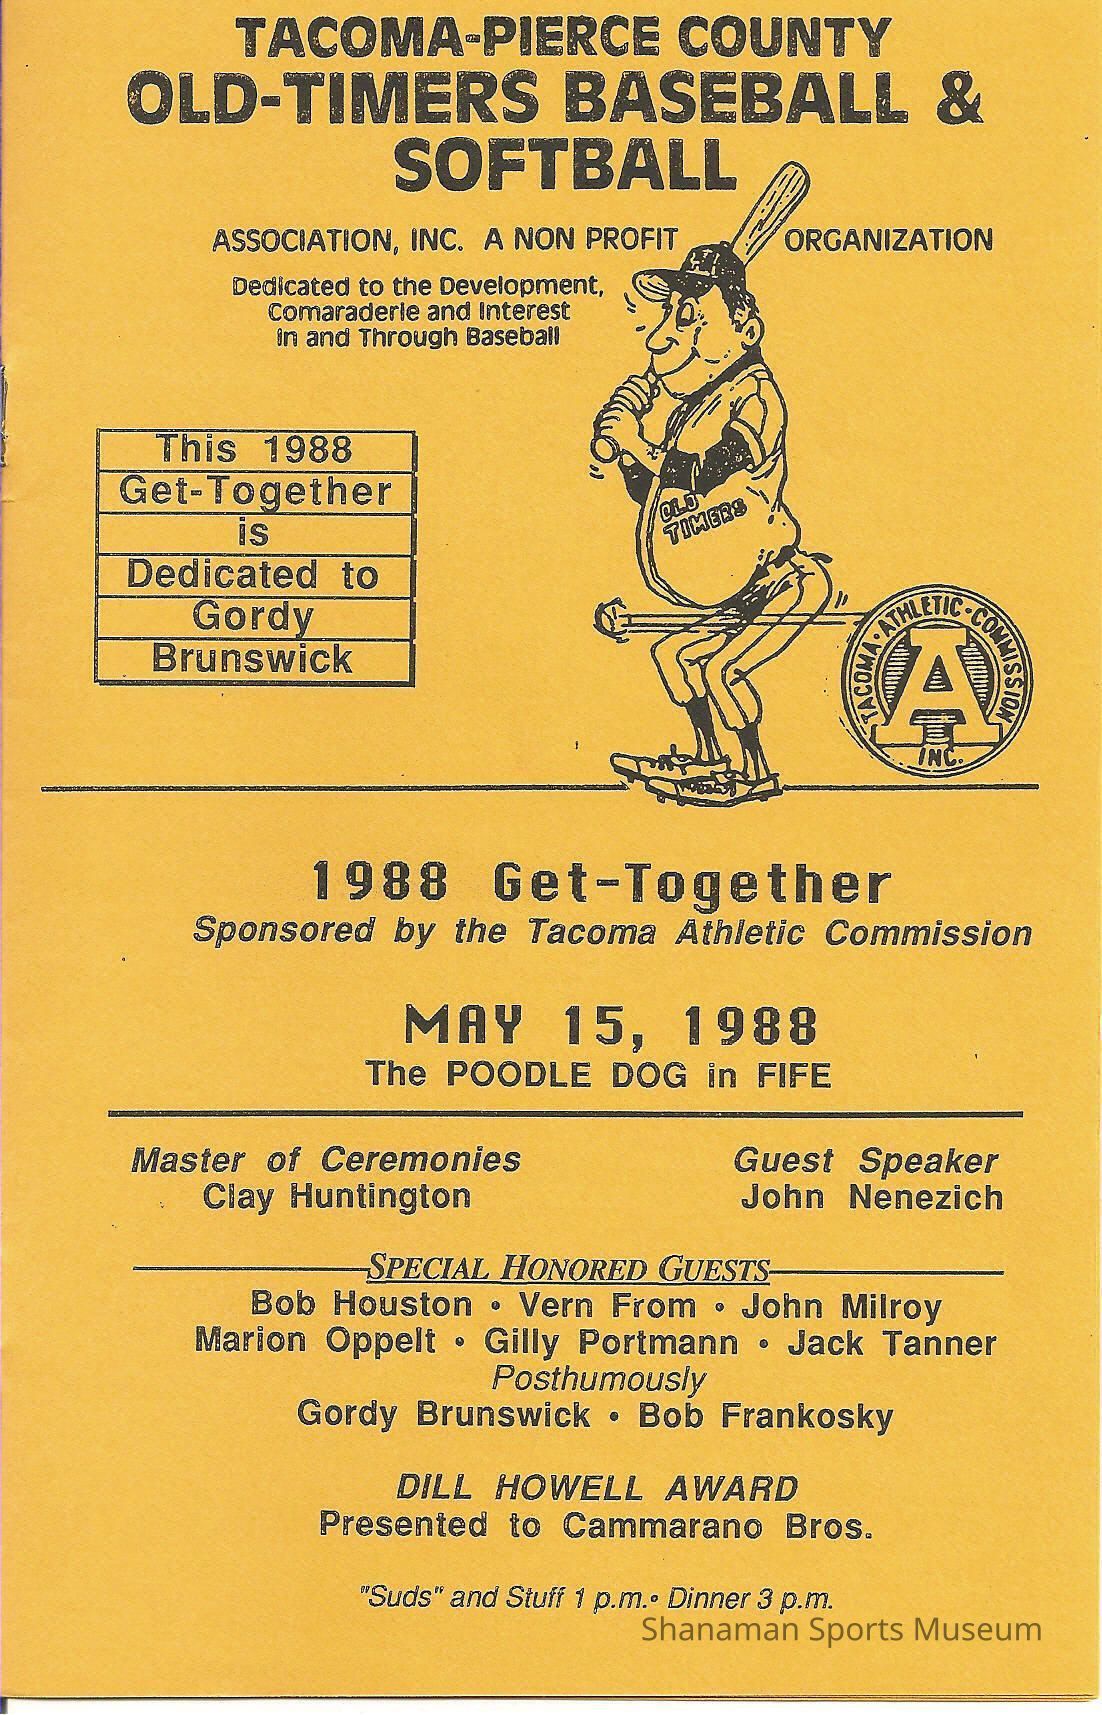 TACOMA-PIERCE COUNTY
OLD-TIMERS BASEBALL &
SOFTBALL
ASSOCIATION, INC. A NON PROFIT ORGANIZATION
Dedicated to the Development,
Comaraderie and Interest
In and Through Baseball
This 1988
Get-Together
is
Dedicated to
Gordy
Brunswick
OLD
TIMERS
TACOMA·ATHLETIC·COMMISSION
A
INC.
1988 Get-Together
Sponsored by the Tacoma Athletic Commission
MAY 15, 1988
The POODLE DOG in FIFE
Master of Ceremonies
Clay Huntington
Guest Speaker
John Nenezich
SPECIAL HONORED GUESTS
Bob Houston • Vern From • John Milroy
Marion Oppelt • Gilly Portmann • Jack Tanner
Posthumously
Gordy Brunswick • Bob Frankosky
DILL HOWELL AWARD
Presented to Cammarano Bros.
"Suds" and Stuff 1 p.m.• Dinner 3 p.m.
Shanaman Sports Museum